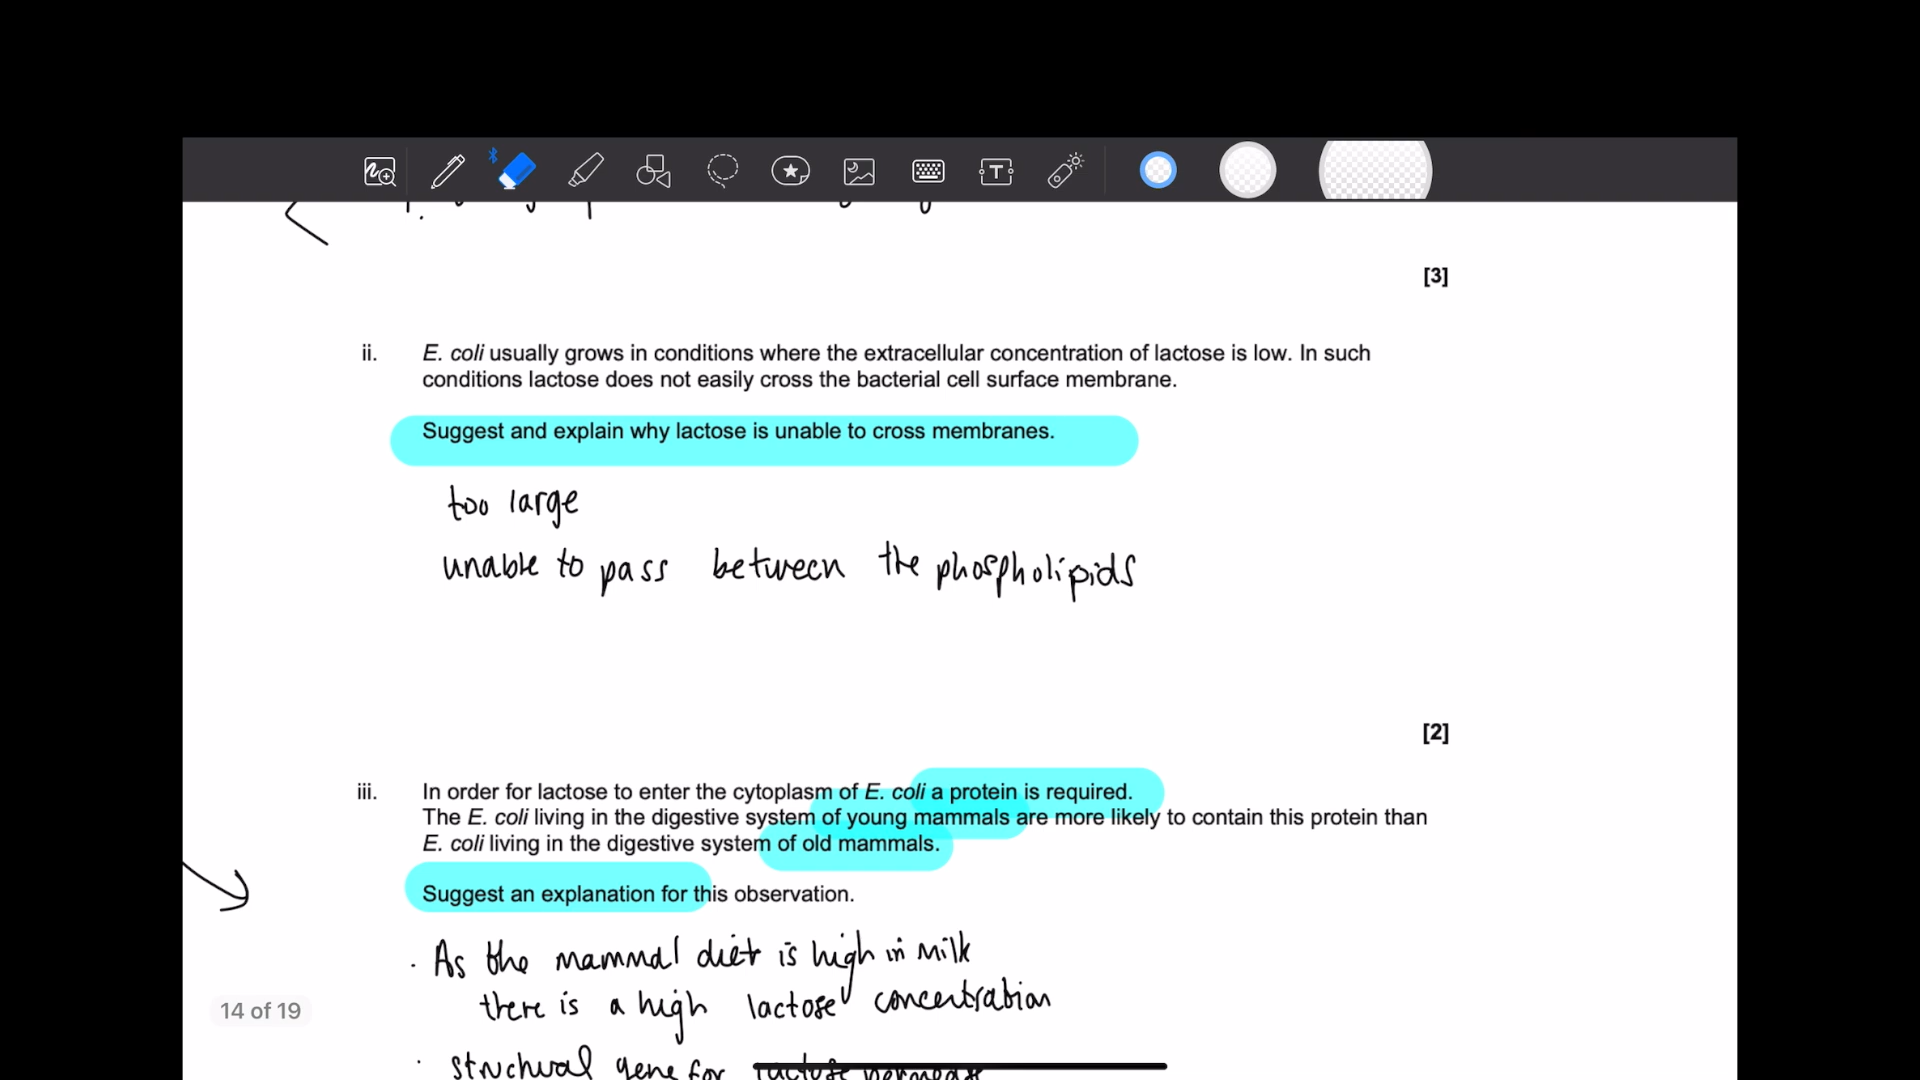 [3]
ii. E. coli usually grows in conditions where the extracellular concentration of lactose is low. In such
conditions lactose does not easily cross the bacterial cell surface membrane.
Suggest and explain why lactose is unable to cross membranes.
too large
unable to pass between the phospholipids
[2]
iii. In order for lactose to enter the cytoplasm of E. coli a protein is required.
The E. coli living in the digestive system of young mammals are more likely to contain this protein than
E. coli living in the digestive system of old mammals.
Suggest an explanation for this observation.
· As the mammal diet is high in milk
there is a high lactose concentration
14 of 19
· structural gene for lactose permease